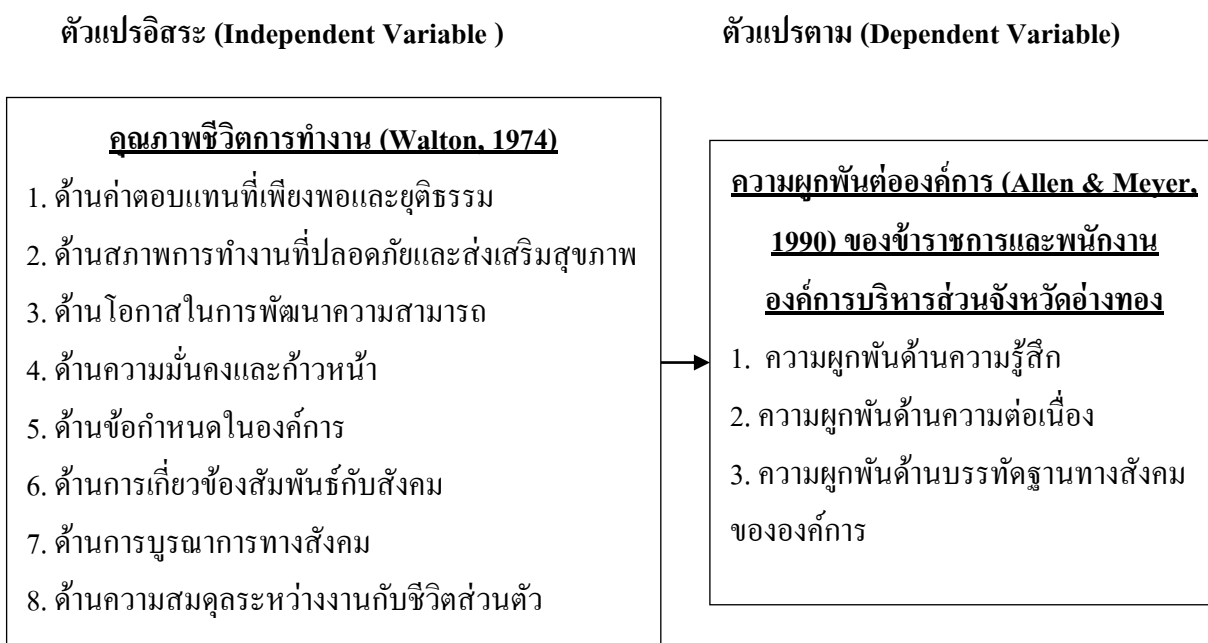 ตัวแปรอิสระ (Independent Variable )
ตัวแปรตาม (Dependent Variable)
คุณภาพชีวิตการทำงาน (Walton, 1974)
1. ด้านค่าตอบแทนที่เพียงพอและยุติธรรม
2. ด้านสภาพการทำงานที่ปลอดภัยและส่งเสริมสุขภาพ
3. ด้านโอกาสในการพัฒนาความสามารถ
4. ด้านความมั่นคงและก้าวหน้า
5. ด้านข้อกำหนดในองค์การ
6. ด้านการเกี่ยวข้องสัมพันธ์กับสังคม
7. ด้านการบูรณาการทางสังคม
8. ด้านความสมดุลระหว่างงานกับชีวิตส่วนตัว
ความผูกพันต่อองค์การ (Allen & Meyer,
1990) ของข้าราชการและพนักงาน
องค์การบริหารส่วนจังหวัดอ่างทอง
1. ความผูกพันด้านความรู้สึก
2. ความผูกพันด้านความต่อเนื่อง
3. ความผูกพันด้านบรรทัดฐานทางสังคม
ขององค์การ